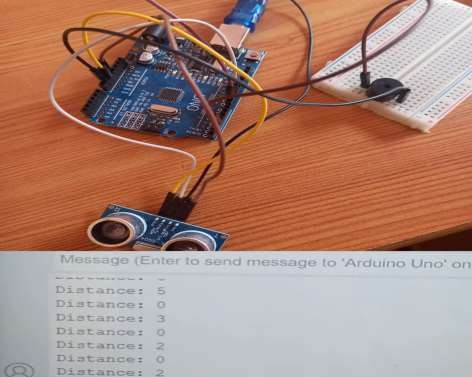 UNO
Message (Enter to send message to 'Arduino Uno' on
Distance: 5
Distance: 0
Distance: 3
Distance: 0
Distance: 2
Distance: 0
Distance: 2